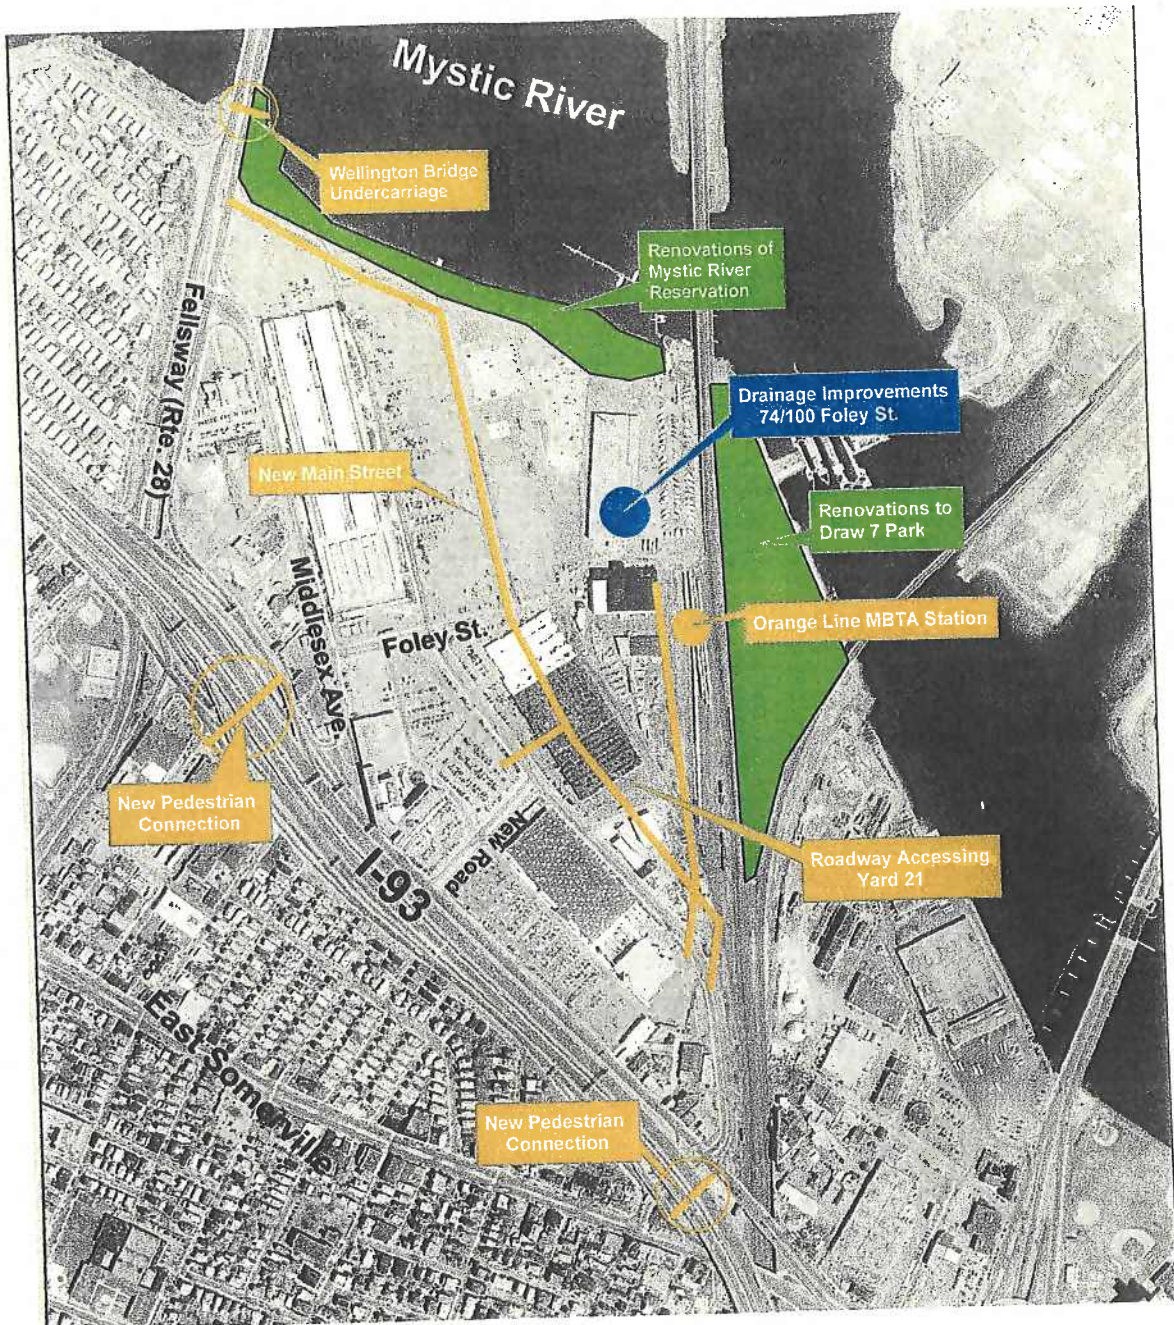 Mystic River
Wellington Bridge
Undercarriage
Renovations of
Mystic River
Reservation
Fellsway (Rte. 28)
Drainage Improvements
74/100 Foley St.
New Main Street
Renovations to
Draw 7 Park
Middlesex Ave.
Foley St.
Orange Line MBTA Station
New Pedestrian
Connection
New Road
I-93
Roadway Accessing
Yard 21
East Somerville
New Pedestrian
Connection